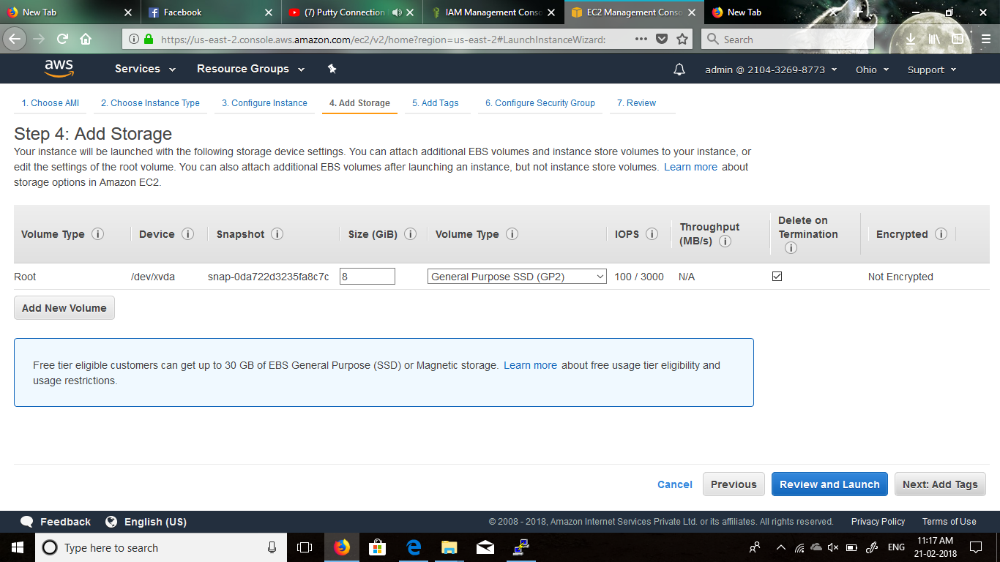 New Tab
Facebook
(7) Putty Connection
IAM Management Conso
EC2 Management Conso
New Tab
https://us-east-2.console.aws.amazon.com/ec2/v2/home?region=us-east-2#LaunchInstanceWizard:
Search
aws
Services
Resource Groups
admin @ 2104-3269-8773
Ohio
Support
1. Choose AMI
2. Choose Instance Type
3. Configure Instance
4. Add Storage
5. Add Tags
6. Configure Security Group
7. Review
Step 4: Add Storage
Your instance will be launched with the following storage device settings. You can attach additional EBS volumes and instance store volumes to your instance, or
edit the settings of the root volume. You can also attach additional EBS volumes after launching an instance, but not instance store volumes. Learn more about
storage options in Amazon EC2.
Volume Type
Device
Snapshot
Size (GiB)
Volume Type
IOPS
Throughput
(MB/s)
Delete on
Termination
Encrypted
Root
/dev/xvda
snap-0da722d3235fa8c7c
8
General Purpose SSD (GP2)
100 / 3000
N/A
Not Encrypted
Add New Volume
Free tier eligible customers can get up to 30 GB of EBS General Purpose (SSD) or Magnetic storage. Learn more about free usage tier eligibility and
usage restrictions.
Cancel
Previous
Review and Launch
Next: Add Tags
Feedback
English (US)
© 2008 - 2018, Amazon Internet Services Private Ltd. or its affiliates. All rights reserved.
Privacy Policy
Terms of Use
Type here to search
ENG
11:17 AM
21-02-2018